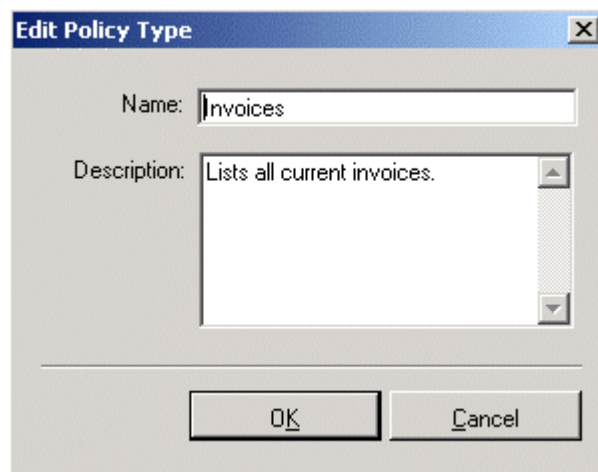 Edit Policy Type
Name: Invoices
Description: Lists all current invoices.
OK Cancel